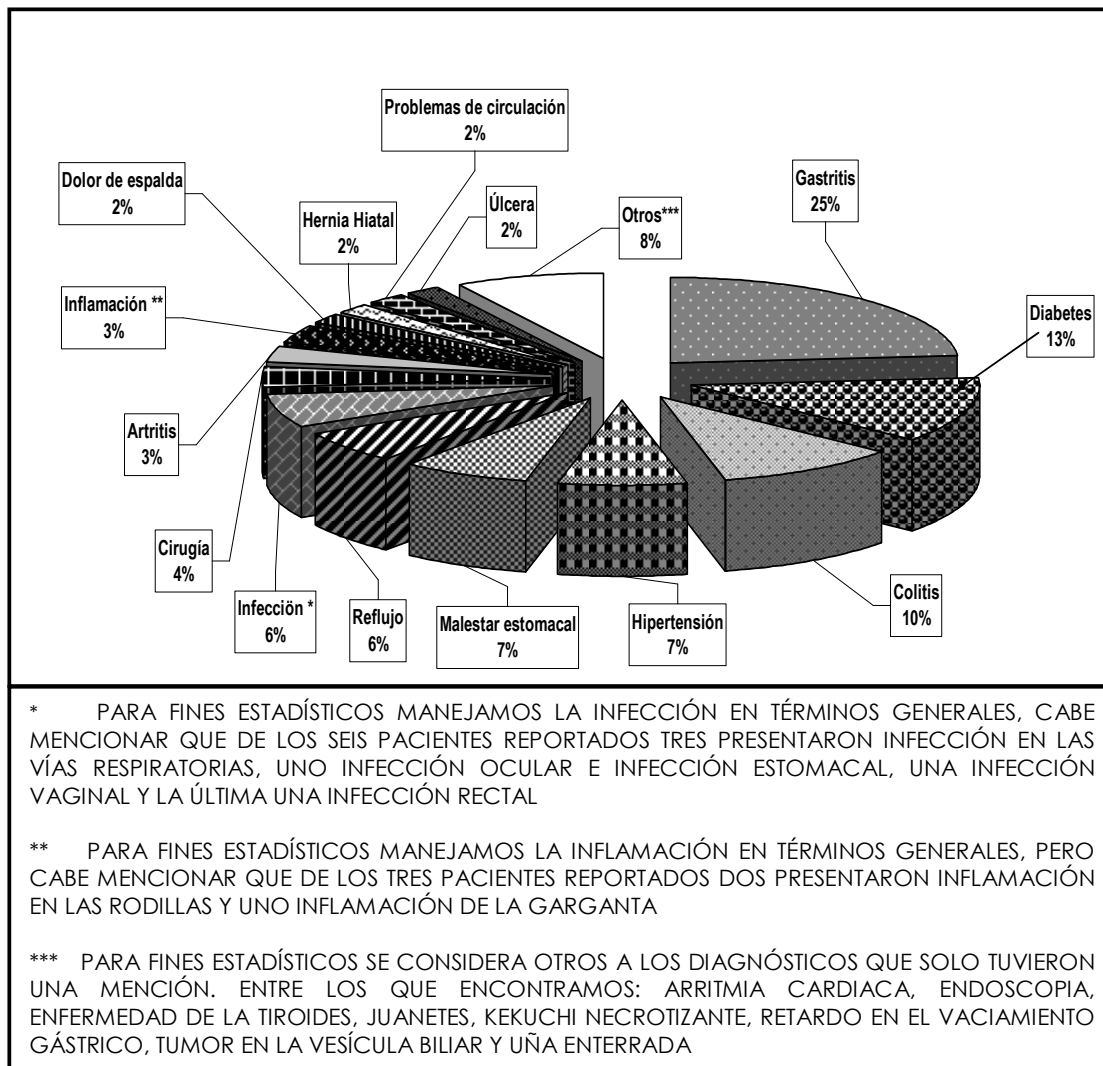 Problemas de circulación
2%
Dolor de espalda
2%
Hernia Hiatal
2%
Úlcera
2%
Otros***
8%
Gastritis
25%
Inflamación **
3%
Diabetes
13%
Artritis
3%
Cirugía
4%
Infecciön *
6%
Reflujo
6%
Malestar estomacal
7%
Hipertensión
7%
Colitis
10%
* PARA FINES ESTADÍSTICOS MANEJAMOS LA INFECCIÓN EN TÉRMINOS GENERALES, CABE
MENCIONAR QUE DE LOS SEIS PACIENTES REPORTADOS TRES PRESENTARON INFECCIÓN EN LAS
VÍAS RESPIRATORIAS, UNO INFECCIÓN OCULAR E INFECCIÓN ESTOMACAL, UNA INFECCIÓN
VAGINAL Y LA ÚLTIMA UNA INFECCIÓN RECTAL
** PARA FINES ESTADÍSTICOS MANEJAMOS LA INFLAMACIÓN EN TÉRMINOS GENERALES, PERO
CABE MENCIONAR QUE DE LOS TRES PACIENTES REPORTADOS DOS PRESENTARON INFLAMACIÓN
EN LAS RODILLAS Y UNO INFLAMACIÓN DE LA GARGANTA
*** PARA FINES ESTADÍSTICOS SE CONSIDERA OTROS A LOS DIAGNÓSTICOS QUE SOLO TUVIERON
UNA MENCIÓN. ENTRE LOS QUE ENCONTRAMOS: ARRITMIA CARDIACA, ENDOSCOPIA,
ENFERMEDAD DE LA TIROIDES, JUANETES, KEKUCHI NECROTIZANTE, RETARDO EN EL VACIAMIENTO
GÁSTRICO, TUMOR EN LA VESÍCULA BILIAR Y UÑA ENTERRADA